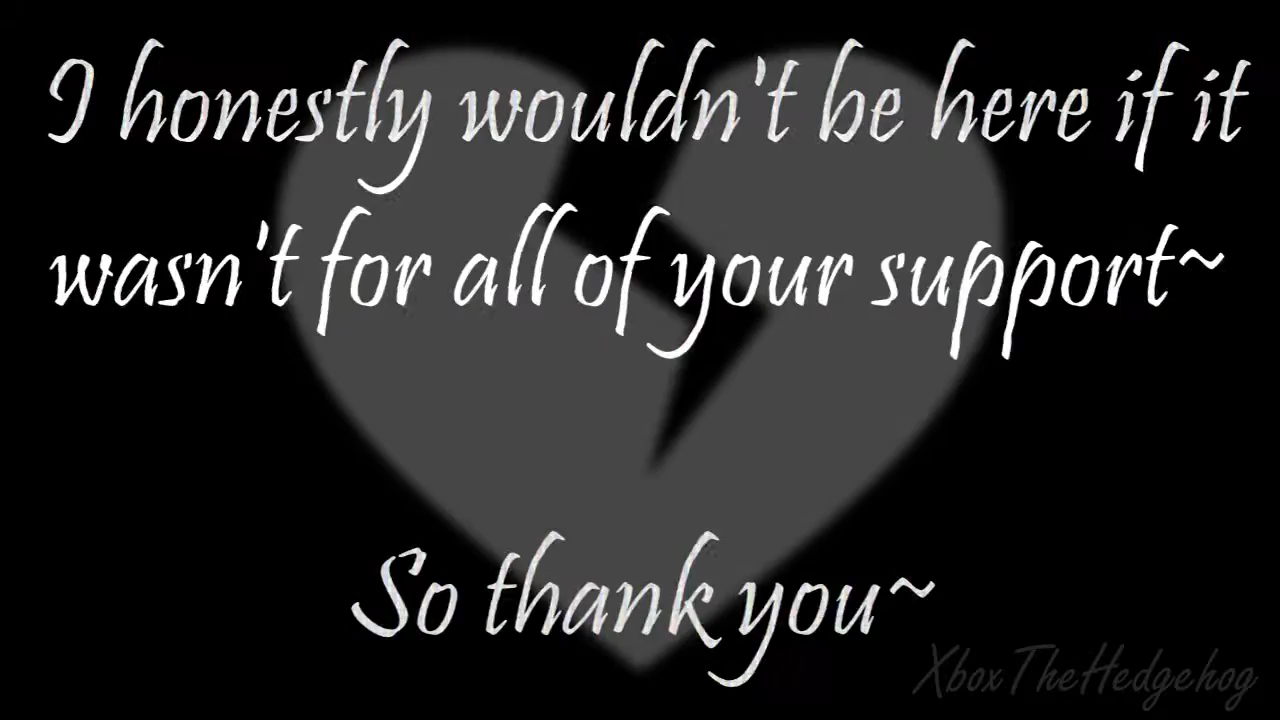 I honestly wouldn't be here if it
wasn't for all of your support~
So thank you~
XboxTheHedgehog